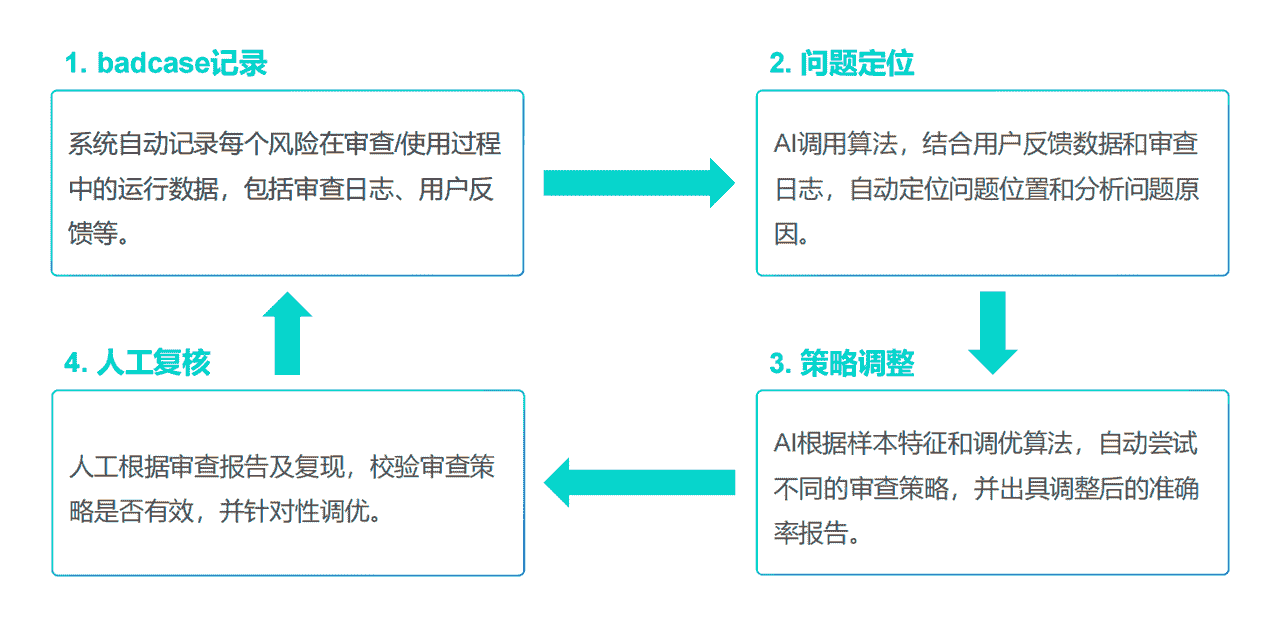 1. badcase记录
系统自动记录每个风险在审查/使用过程
中的运行数据，包括审查日志、用户反
馈等。
2. 问题定位
AI调用算法，结合用户反馈数据和审查
日志，自动定位问题位置和分析问题原
因。
3. 策略调整
AI根据样本特征和调优算法，自动尝试
不同的审查策略，并出具调整后的准确
率报告。
4. 人工复核
人工根据审查报告及复现，校验审查策
略是否有效，并针对性调优。